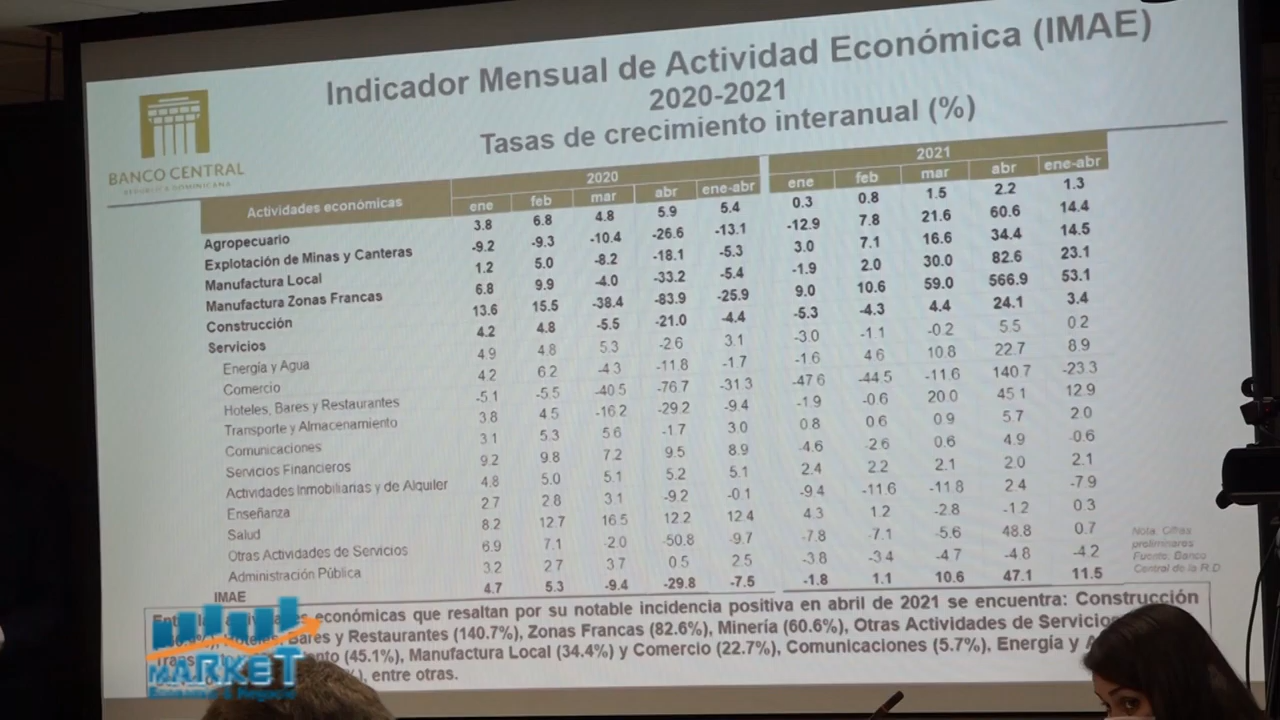 Indicador Mensual de Actividad Económica (IMAE)
2020-2021
Tasas de crecimiento interanual (%)
BANCO CENTRAL
REPÚBLICA DOMINICANA
Actividades económicas 2020 2021
ene feb mar abr ene-abr ene feb mar abr ene-abr
Agropecuario 3.8 6.8 4.8 5.9 5.4 0.3 0.8 1.5 2.2 1.3
Explotación de Minas y Canteras -9.2 -9.3 -10.4 -26.6 -13.1 -12.9 7.8 21.6 60.6 14.4
Manufactura Local 1.2 5.0 -8.2 -18.1 -5.3 3.0 7.1 16.6 34.4 14.5
Manufactura Zonas Francas 6.8 9.9 -4.0 -33.2 -5.4 -1.9 2.0 30.0 82.6 23.1
Construcción 13.6 15.5 -38.4 -83.9 -25.9 9.0 10.6 59.0 566.9 53.1
Servicios 4.2 4.8 -5.5 -21.0 -4.4 -5.3 -4.3 4.4 24.1 3.4
Energía y Agua 4.9 4.8 5.3 -2.6 3.1 -3.0 -1.1 -0.2 5.5 0.2
Comercio 4.2 6.2 -4.3 -11.8 -1.7 -1.6 4.6 10.8 22.7 8.9
Hoteles, Bares y Restaurantes -5.1 -5.5 -40.5 -76.7 -31.3 -47.6 -44.5 -11.6 140.7 -23.3
Transporte y Almacenamiento 3.8 4.5 -16.2 -29.2 -9.4 -1.9 -0.6 20.0 45.1 12.9
Comunicaciones 3.1 5.3 5.6 -1.7 3.0 0.8 0.6 0.9 5.7 2.0
Servicios Financieros 9.2 9.8 7.2 9.5 8.9 -4.6 -2.6 0.6 4.9 -0.6
Actividades Inmobiliarias y de Alquiler 4.8 5.0 5.1 5.2 5.1 2.4 2.2 2.1 2.0 2.1
Enseñanza 2.7 2.8 3.1 -9.2 -0.1 -9.4 -11.6 -11.8 2.4 -7.9
Salud 8.2 12.7 16.5 12.2 12.4 4.3 1.2 -2.8 -1.2 0.3
Otras Actividades de Servicios 6.9 7.1 -2.0 -50.8 -9.7 -7.8 -7.1 -5.6 48.8 0.7
Administración Pública 3.2 2.7 3.7 0.5 2.5 -3.8 -3.4 -4.7 -4.8 -4.2
IMAE 4.7 5.3 -9.4 -29.8 -7.5 -1.8 1.1 10.6 47.1 11.5
Nota: Cifras
preliminares
Fuente: Banco
Central de la R.D
económicas que resaltan por su notable incidencia positiva en abril de 2021 se encuentra: Construcción
Bares y Restaurantes (140.7%), Zonas Francas (82.6%), Minería (60.6%), Otras Actividades de Servicios
(45.1%), Manufactura Local (34.4%) y Comercio (22.7%), Comunicaciones (5.7%), Energía y
entre otras.
MARKET
Economía & Negocio